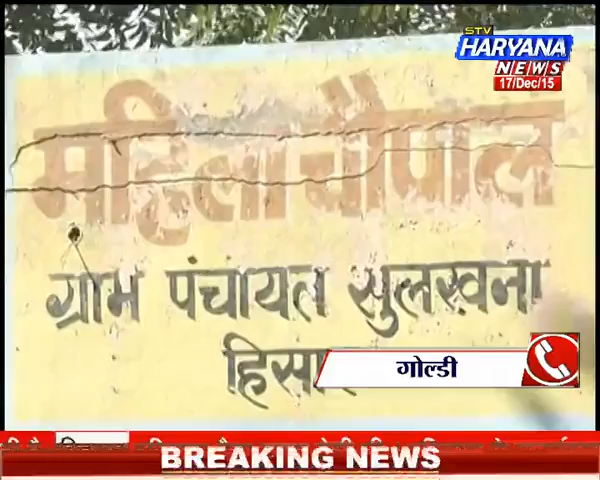 STV
HARYANA
NEWS
17/Dec/15
महिला चौपाल
ग्राम पंचायत सुलखना
गोल्डी
BREAKING NEWS